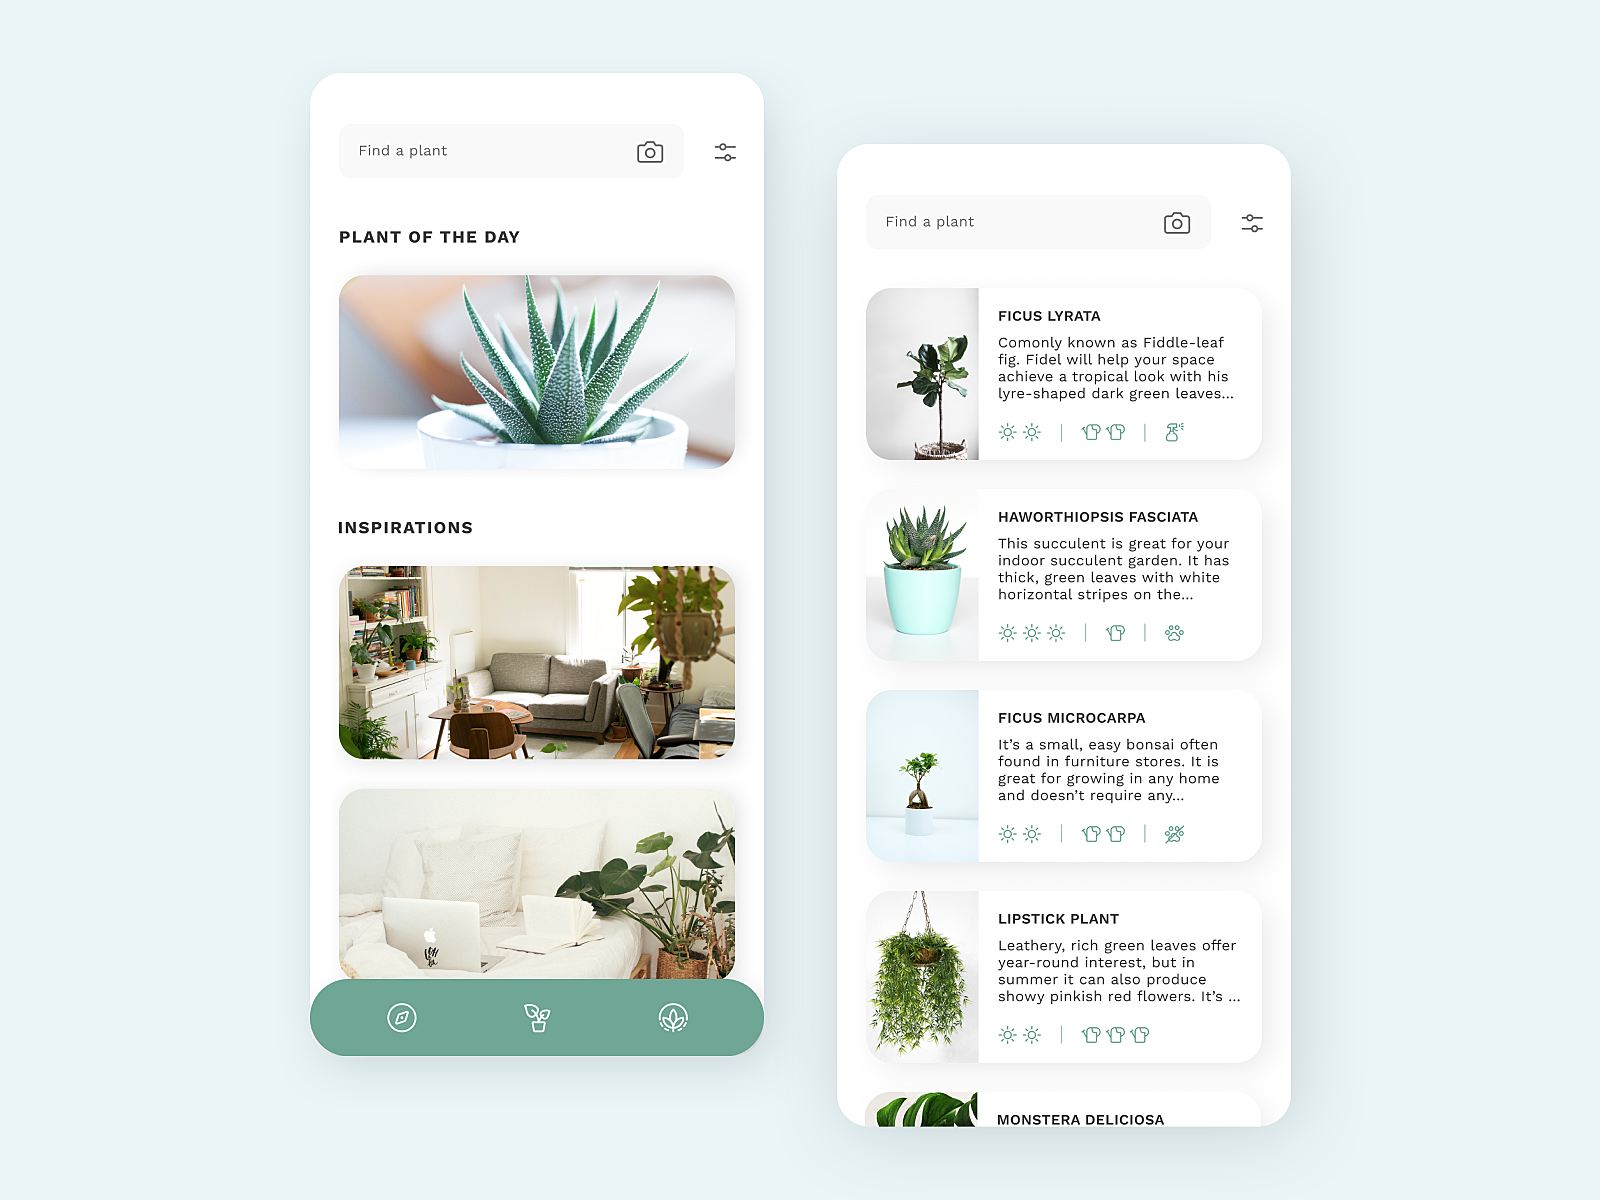 Find a plant
PLANT OF THE DAY
INSPIRATIONS
Find a plant
FICUS LYRATA
Comonly known as Fiddle-leaf
fig. Fidel will help your space
achieve a tropical look with his
lyre-shaped dark green leaves...
HAWORTHIOPSIS FASCIATA
This succulent is great for your
indoor succulent garden. It has
thick, green leaves with white
horizontal stripes on the...
FICUS MICROCARPA
It’s a small, easy bonsai often
found in furniture stores. It is
great for growing in any home
and doesn’t require any...
LIPSTICK PLANT
Leathery, rich green leaves offer
year-round interest, but in
summer it can also produce
showy pinkish red flowers. It’s ...
MONSTERA DELICIOSA